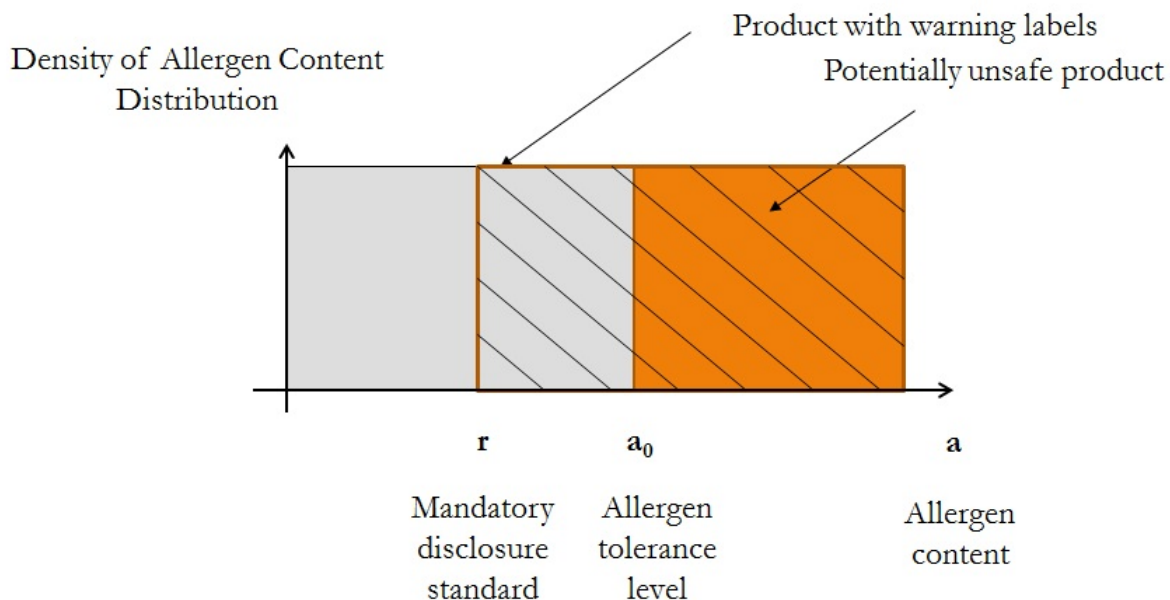 Product with warning labels
Potentially unsafe product
Density of Allergen Content
Distribution
r
a₀
a
Mandatory
disclosure
standard
Allergen
tolerance
level
Allergen
content